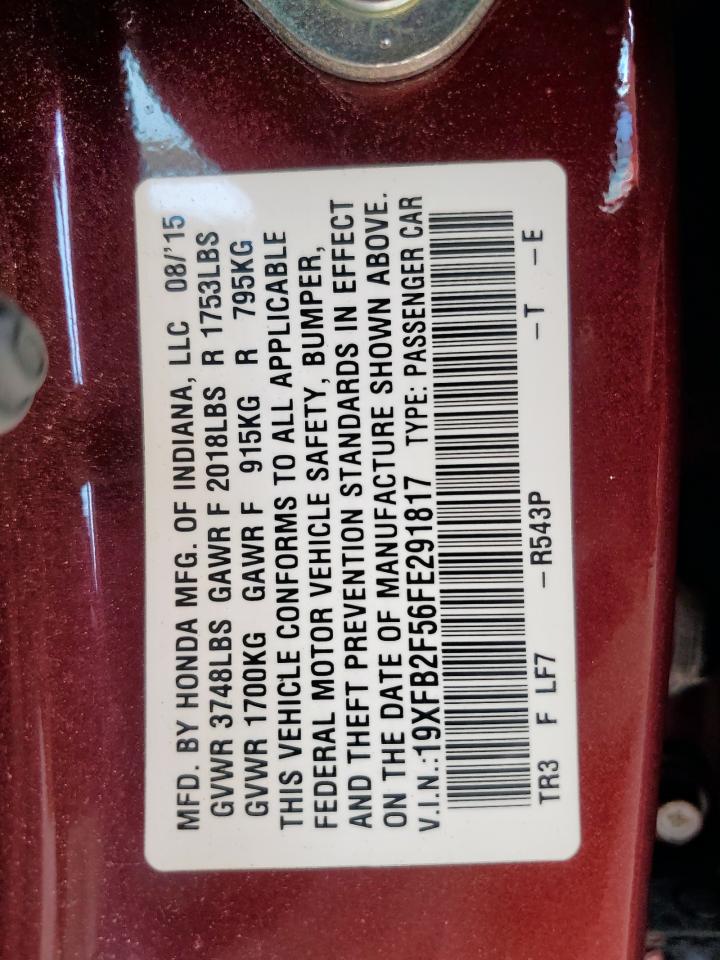 MFD. BY HONDA MFG. OF INDIANA, LLC 08/'15
GVWR 3748LBS GAWR F 2018LBS R 1753LBS
GVWR 1700KG GAWR F 915KG R 795KG
THIS VEHICLE CONFORMS TO ALL APPLICABLE
FEDERAL MOTOR VEHICLE SAFETY, BUMPER,
AND THEFT PREVENTION STANDARDS IN EFFECT
ON THE DATE OF MANUFACTURE SHOWN ABOVE.
V.I.N.:19XFB2F56FE291817 TYPE: PASSENGER CAR
TR3 F LF7 -R543P -T -E